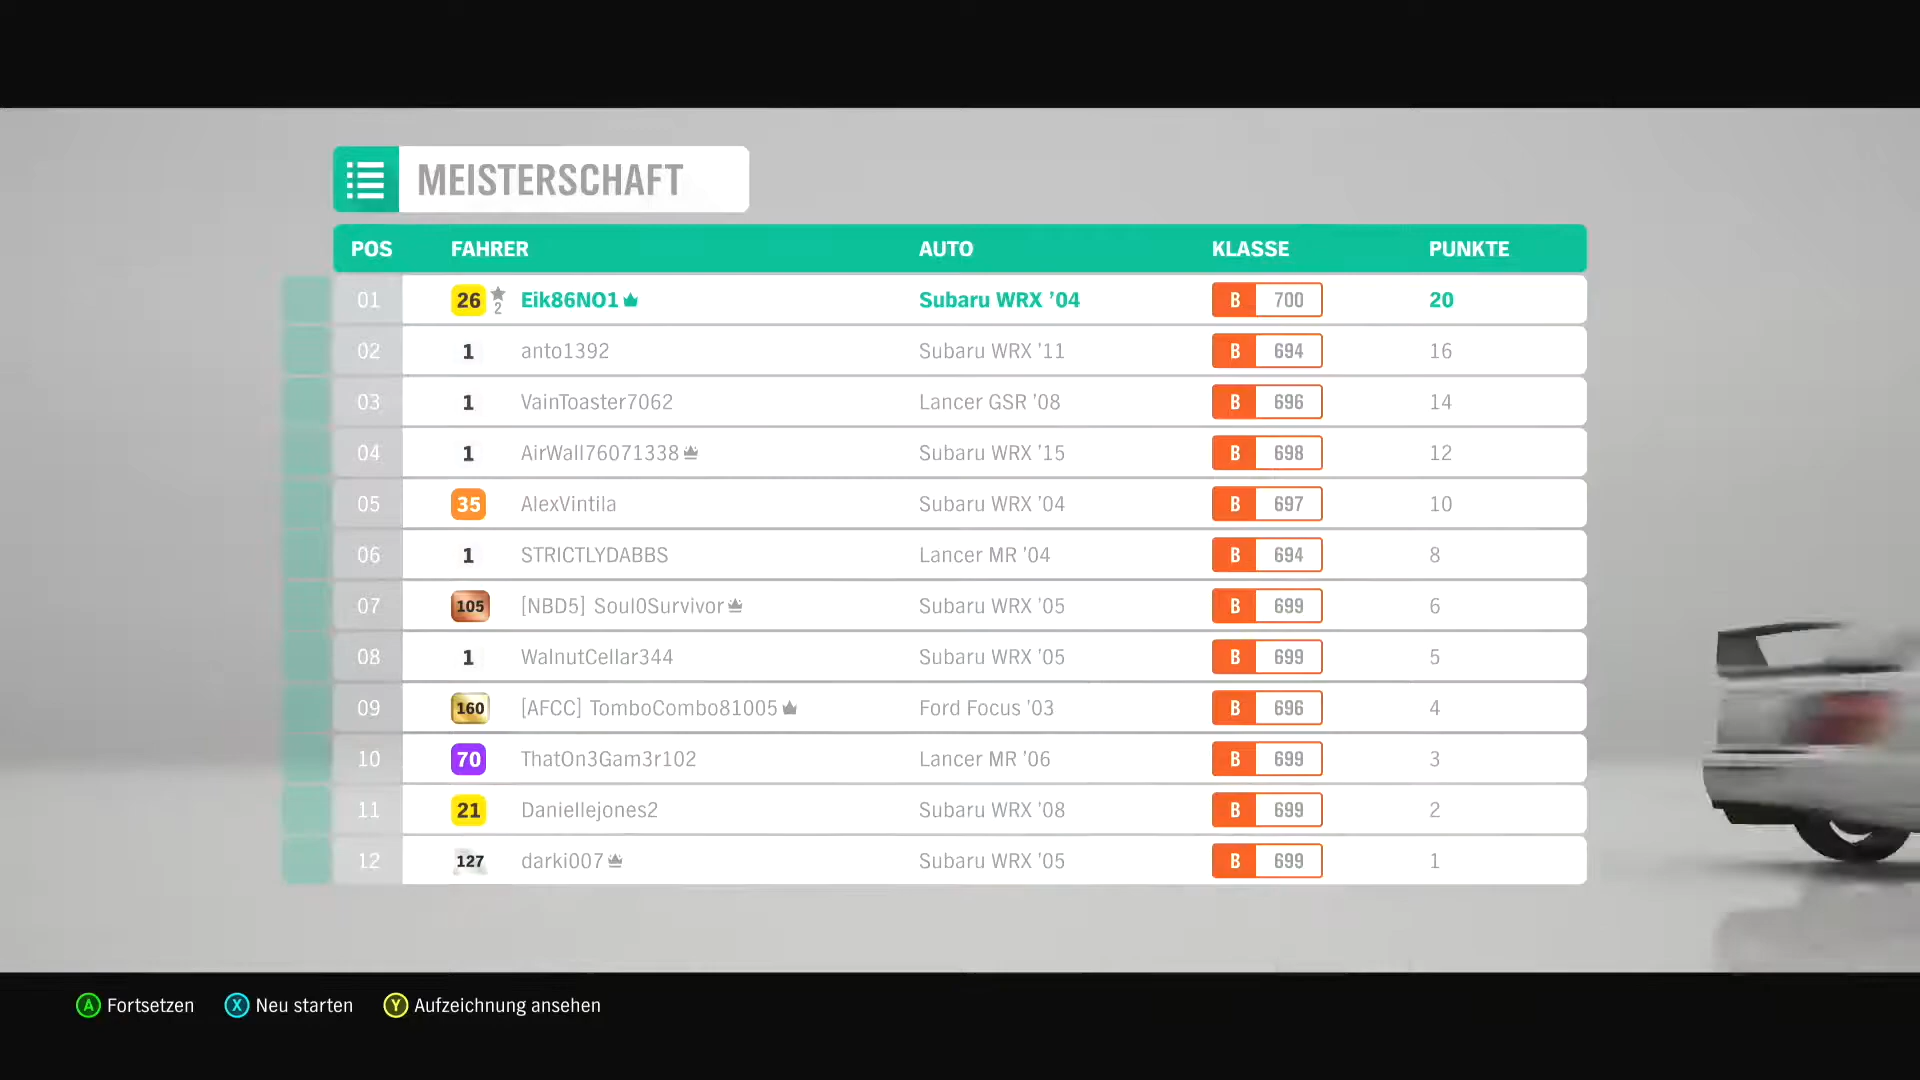 MEISTERSCHAFT
POS FAHRER AUTO KLASSE PUNKTE
01 26 2 Eik86NO1 Subaru WRX ’04 B 700 20
02 1 anto1392 Subaru WRX ’11 B 694 16
03 1 VainToaster7062 Lancer GSR ’08 B 696 14
04 1 AirWall76071338 Subaru WRX ’15 B 698 12
05 35 AlexVintila Subaru WRX ’04 B 697 10
06 1 STRICTLYDABBS Lancer MR ’04 B 694 8
07 105 [NBD5] Soul0Survivor Subaru WRX ’05 B 699 6
08 1 WalnutCellar344 Subaru WRX ’05 B 699 5
09 160 [AFCC] TomboCombo81005 Ford Focus ’03 B 696 4
10 70 ThatOn3Gam3r102 Lancer MR ’06 B 699 3
11 21 Daniellejones2 Subaru WRX ’08 B 699 2
12 127 darki007 Subaru WRX ’05 B 699 1
A Fortsetzen X Neu starten Y Aufzeichnung ansehen